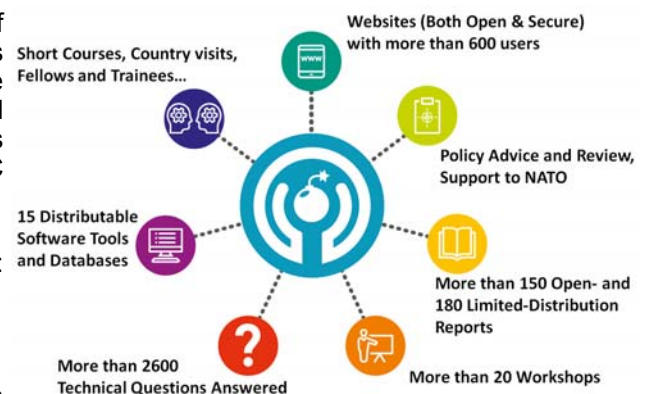 Websites (Both Open & Secure)
with more than 600 users
www
Short Courses, Country visits,
Fellows and Trainees...
Policy Advice and Review,
Support to NATO
15 Distributable
Software Tools
and Databases
More than 150 Open- and
180 Limited-Distribution
Reports
?
More than 2600
Technical Questions Answered
More than 20 Workshops